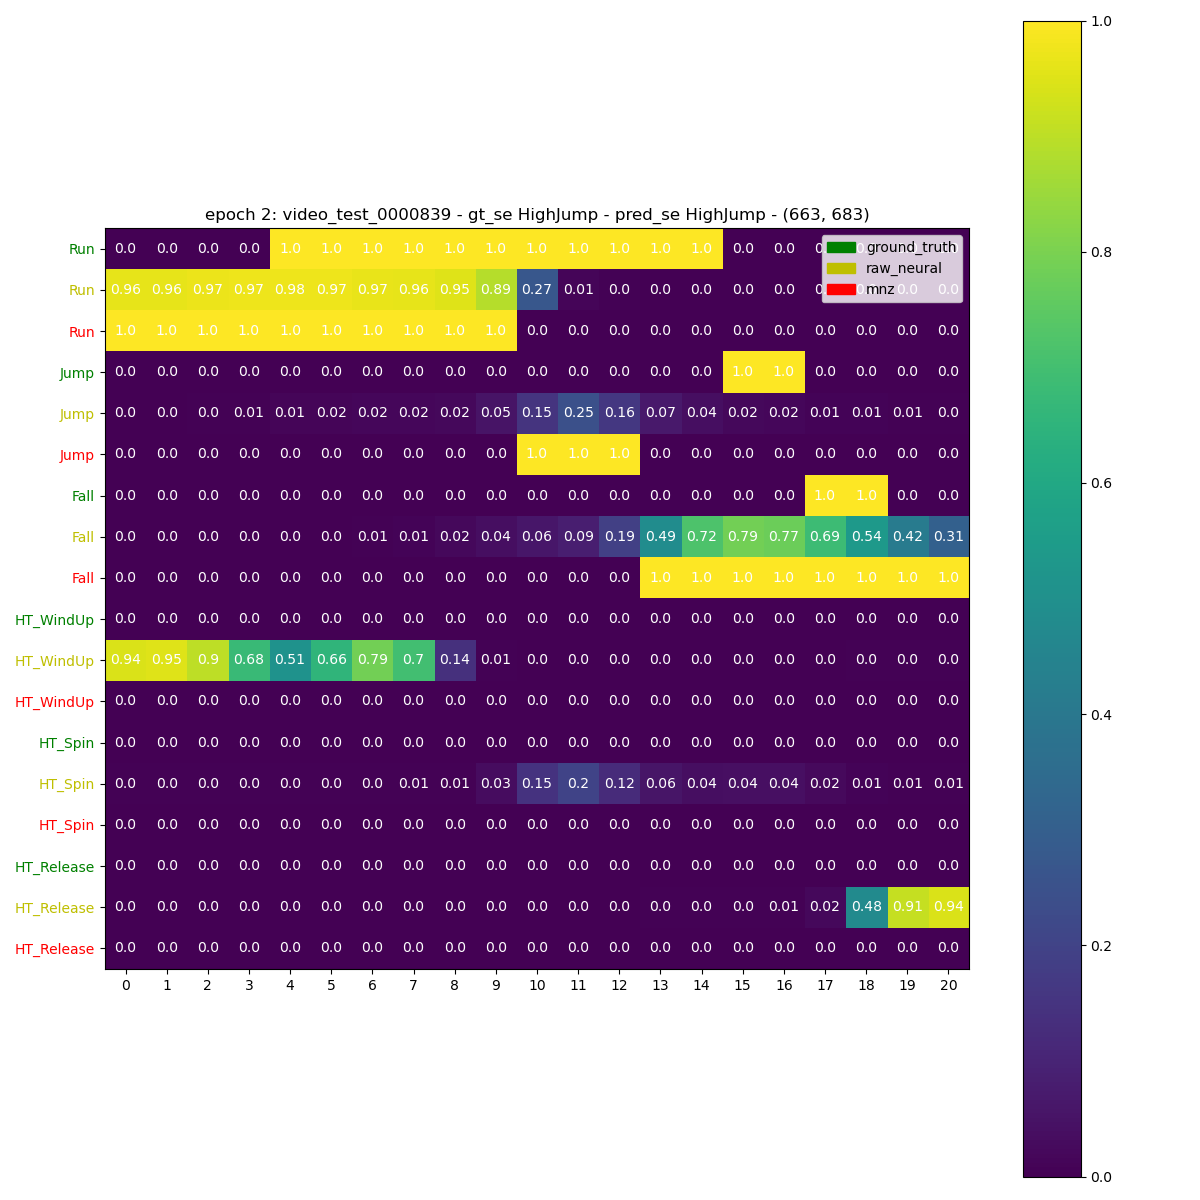 epoch 2: video_test_0000839 - gt_se HighJump - pred_se HighJump - (663, 683)
Run 0.0 0.0 0.0 0.0 1.0 1.0 1.0 1.0 1.0 1.0 1.0 1.0 1.0 1.0 1.0 0.0 0.0
ground_truth
raw_neural
mnz
Run 0.96 0.96 0.97 0.97 0.98 0.97 0.97 0.96 0.95 0.89 0.27 0.01 0.0 0.0 0.0 0.0 0.0
Run 1.0 1.0 1.0 1.0 1.0 1.0 1.0 1.0 1.0 1.0 0.0 0.0 0.0 0.0 0.0 0.0 0.0 0.0 0.0 0.0 0.0
Jump 0.0 0.0 0.0 0.0 0.0 0.0 0.0 0.0 0.0 0.0 0.0 0.0 0.0 0.0 0.0 1.0 1.0 0.0 0.0 0.0 0.0
Jump 0.0 0.0 0.0 0.01 0.01 0.02 0.02 0.02 0.02 0.05 0.15 0.25 0.16 0.07 0.04 0.02 0.02 0.01 0.01 0.01 0.0
Jump 0.0 0.0 0.0 0.0 0.0 0.0 0.0 0.0 0.0 0.0 1.0 1.0 1.0 0.0 0.0 0.0 0.0 0.0 0.0 0.0 0.0
Fall 0.0 0.0 0.0 0.0 0.0 0.0 0.0 0.0 0.0 0.0 0.0 0.0 0.0 0.0 0.0 0.0 0.0 1.0 1.0 0.0 0.0
Fall 0.0 0.0 0.0 0.0 0.0 0.0 0.01 0.01 0.02 0.04 0.06 0.09 0.19 0.49 0.72 0.79 0.77 0.69 0.54 0.42 0.31
Fall 0.0 0.0 0.0 0.0 0.0 0.0 0.0 0.0 0.0 0.0 0.0 0.0 0.0 1.0 1.0 1.0 1.0 1.0 1.0 1.0 1.0
HT_WindUp 0.0 0.0 0.0 0.0 0.0 0.0 0.0 0.0 0.0 0.0 0.0 0.0 0.0 0.0 0.0 0.0 0.0 0.0 0.0 0.0 0.0
HT_WindUp 0.94 0.95 0.9 0.68 0.51 0.66 0.79 0.7 0.14 0.01 0.0 0.0 0.0 0.0 0.0 0.0 0.0 0.0 0.0 0.0 0.0
HT_WindUp 0.0 0.0 0.0 0.0 0.0 0.0 0.0 0.0 0.0 0.0 0.0 0.0 0.0 0.0 0.0 0.0 0.0 0.0 0.0 0.0 0.0
HT_Spin 0.0 0.0 0.0 0.0 0.0 0.0 0.0 0.0 0.0 0.0 0.0 0.0 0.0 0.0 0.0 0.0 0.0 0.0 0.0 0.0 0.0
HT_Spin 0.0 0.0 0.0 0.0 0.0 0.0 0.0 0.01 0.01 0.03 0.15 0.2 0.12 0.06 0.04 0.04 0.04 0.02 0.01 0.01 0.01
HT_Spin 0.0 0.0 0.0 0.0 0.0 0.0 0.0 0.0 0.0 0.0 0.0 0.0 0.0 0.0 0.0 0.0 0.0 0.0 0.0 0.0 0.0
HT_Release 0.0 0.0 0.0 0.0 0.0 0.0 0.0 0.0 0.0 0.0 0.0 0.0 0.0 0.0 0.0 0.0 0.0 0.0 0.0 0.0 0.0
HT_Release 0.0 0.0 0.0 0.0 0.0 0.0 0.0 0.0 0.0 0.0 0.0 0.0 0.0 0.0 0.0 0.0 0.01 0.02 0.48 0.91 0.94
HT_Release 0.0 0.0 0.0 0.0 0.0 0.0 0.0 0.0 0.0 0.0 0.0 0.0 0.0 0.0 0.0 0.0 0.0 0.0 0.0 0.0 0.0
0 1 2 3 4 5 6 7 8 9 10 11 12 13 14 15 16 17 18 19 20
1.0
0.8
0.6
0.4
0.2
0.0